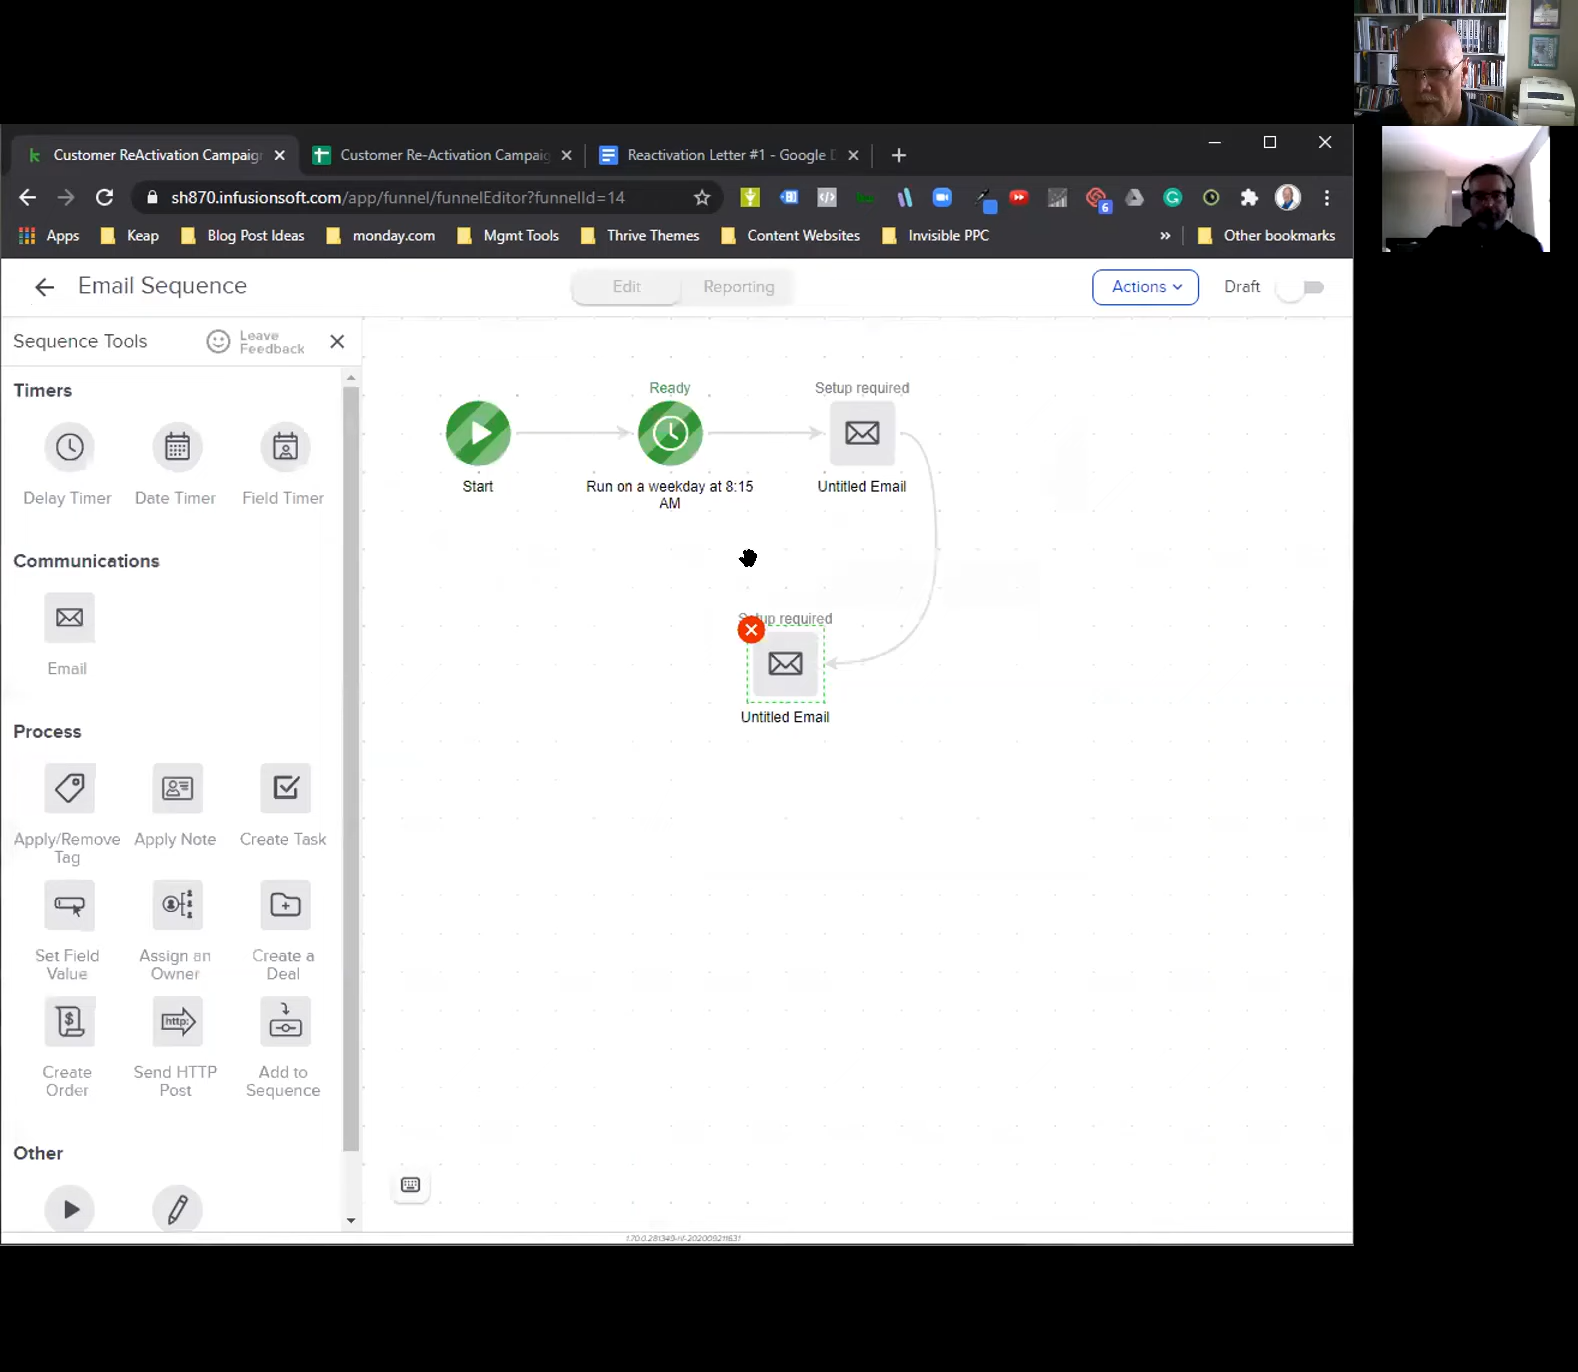 Customer ReActivation Campaig
Customer Re-Activation Campaig
Reactivation Letter #1 - Google D
sh870.infusionsoft.com/app/funnel/funnelEditor?funnelId=14
6
Apps
Keap
Blog Post Ideas
monday.com
Mgmt Tools
Thrive Themes
Content Websites
Invisible PPC
»
Other bookmarks
Email Sequence
Edit
Reporting
Actions
Draft
Sequence Tools
Leave
Feedback
Timers
Delay Timer
Date Timer
Field Timer
Communications
Email
Process
Apply/Remove
Tag
Apply Note
Create Task
Set Field
Value
Assign an
Owner
Create a
Deal
http:
Create
Order
Send HTTP
Post
Add to
Sequence
Other
Start
Ready
Run on a weekday at 8:15
AM
Setup required
Untitled Email
Setup required
Untitled Email